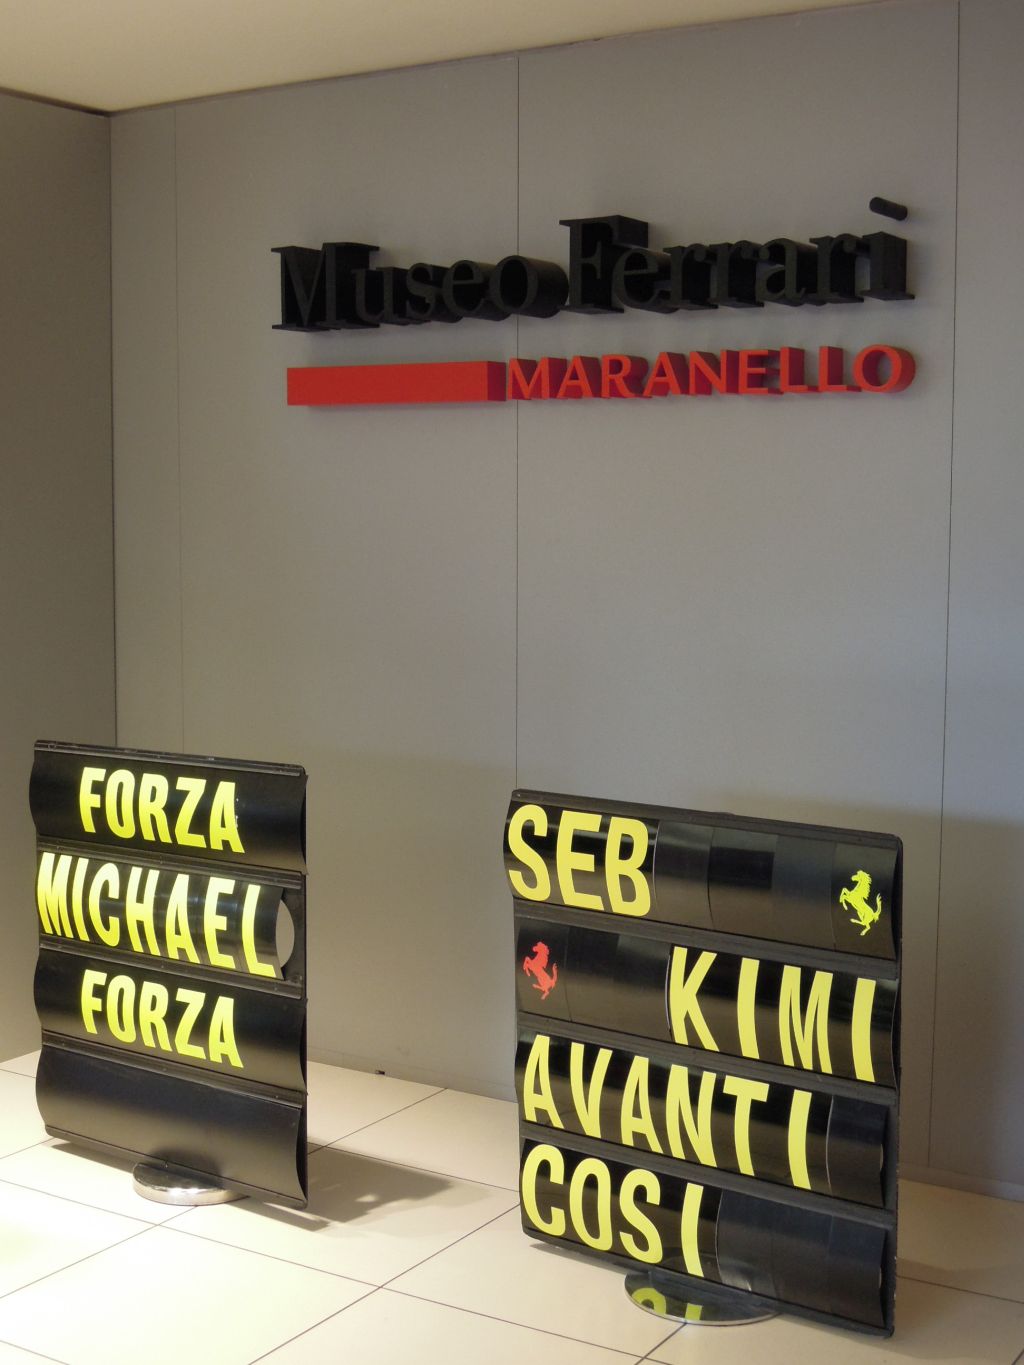 Museo Ferrari
MARANELLO
FORZA
MICHAEL
FORZA
SEB
KIMI
AVANTI
COSI